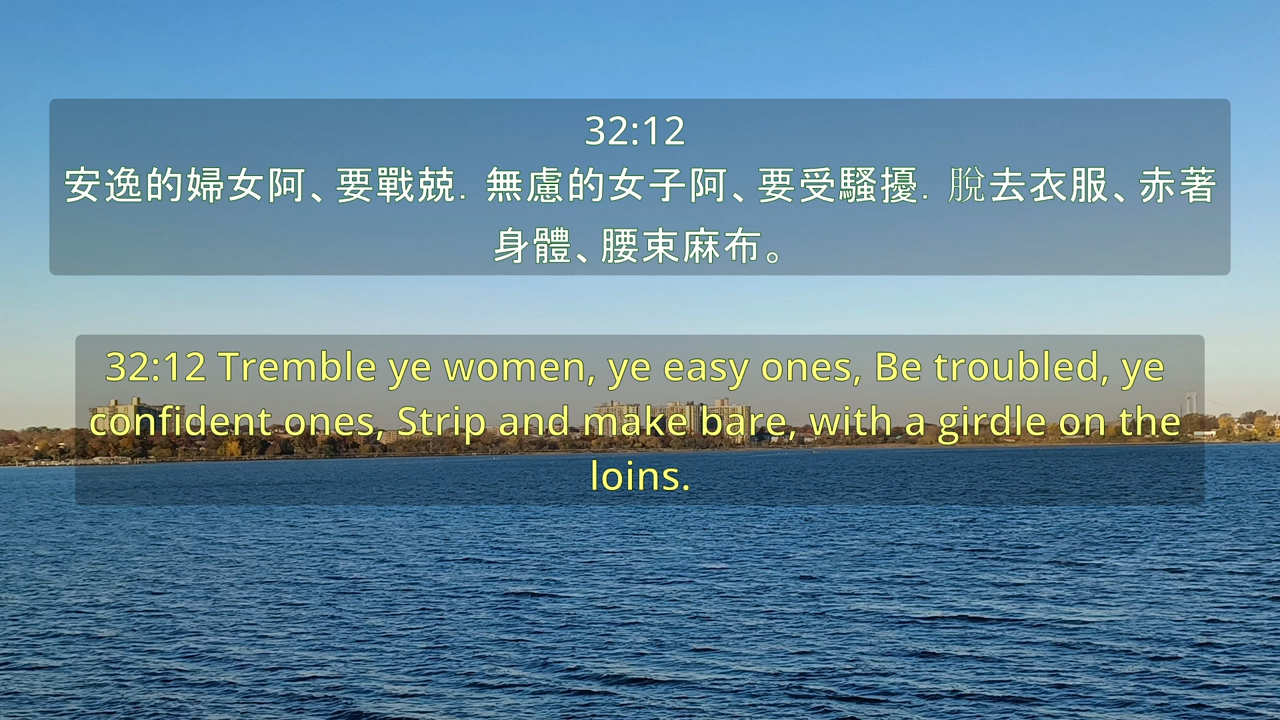 32:12
安逸的婦女阿、要戰兢．無慮的女子阿、要受騷擾．脫去衣服、赤著
身體、腰束麻布。
32:12 Tremble ye women, ye easy ones, Be troubled, ye
confident ones, Strip and make bare, with a girdle on the
loins.